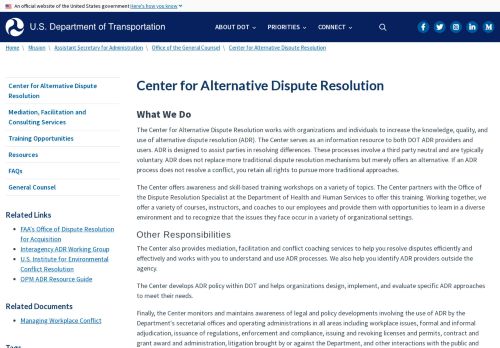 An official website of the United States government Here's how you know
U.S. Department of Transportation
ABOUT DOT
PRIORITIES
CONNECT
Home \ Mission \ Assistant Secretary for Administration \ Office of the General Counsel \ Center for Alternative Dispute Resolution
Center for Alternative Dispute
Resolution
Mediation, Facilitation and
Consulting Services
Training Opportunities
Resources
FAQs
General Counsel
Related Links
FAA's Office of Dispute Resolution
for Acquisition
Interagency ADR Working Group
U.S. Institute for Environmental
Conflict Resolution
OPM ADR Resource Guide
Related Documents
Managing Workplace Conflict
Tags
Center for Alternative Dispute Resolution
What We Do
The Center for Alternative Dispute Resolution works with organizations and individuals to increase the knowledge, quality, and
use of alternative dispute resolution (ADR). The Center serves as an information resource to both DOT ADR providers and
users. ADR is designed to assist parties in resolving differences. These processes involve a third party neutral and are typically
voluntary. ADR does not replace more traditional dispute resolution mechanisms but merely offers an alternative. If an ADR
process does not resolve a conflict, you retain all rights to pursue more traditional approaches.
The Center offers awareness and skill-based training workshops on a variety of topics. The Center partners with the Office of
the Dispute Resolution Specialist at the Department of Health and Human Services to offer this training. Working together, we
offer a variety of courses, instructors, and coaches to our employees and provide them with opportunities to learn in a diverse
environment and to recognize that the issues they face occur in a variety of organizational settings.
Other Responsibilities
The Center also provides mediation, facilitation and conflict coaching services to help you resolve disputes efficiently and
effectively and works with you to understand and use ADR processes. We also help you identify ADR providers outside the
agency.
The Center develops ADR policy within DOT and helps organizations design, implement, and evaluate specific ADR approaches
to meet their needs.
Finally, the Center monitors and maintains awareness of legal and policy developments involving the use of ADR by the
Department's secretarial offices and operating administrations in all areas including workplace issues, formal and informal
adjudication, issuance of regulations, enforcement and compliance, issuing and revoking licenses and permits, contract and
grant award and administration, litigation brought by or against the Department, and other interactions with the public and